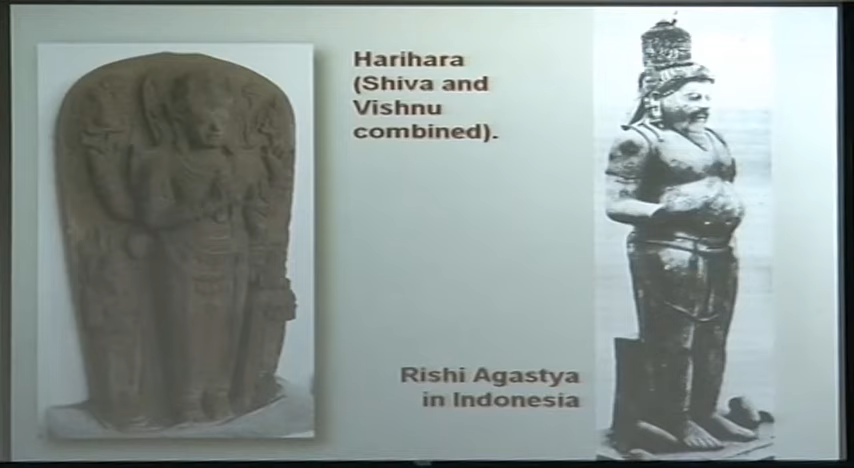 Harihara
(Shiva and
Vishnu
combined).
Rishi Agastya
in Indonesia